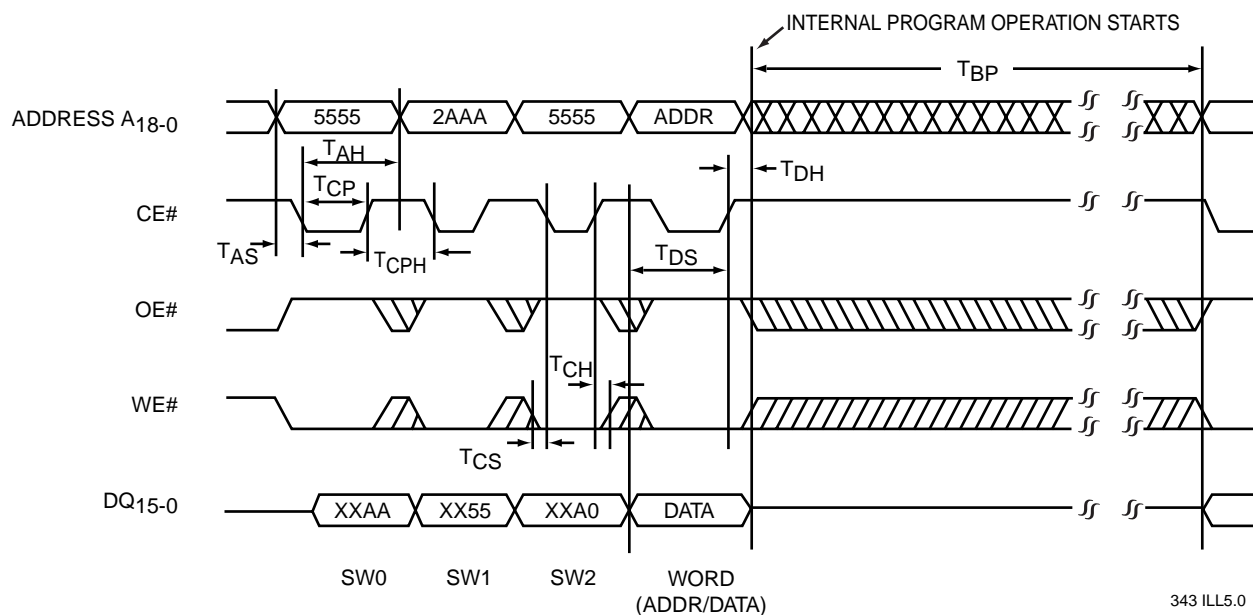 INTERNAL PROGRAM OPERATION STARTS
TBP
ADDRESS A18-0
5555
2AAA
5555
ADDR
TAH
TDH
TCP
CE#
TAS
TCPH
TDS
OE#
TCH
WE#
TCS
DQ15-0
XXAA
XX55
XXA0
DATA
SW0
SW1
SW2
WORD
(ADDR/DATA)
343 ILL5.0